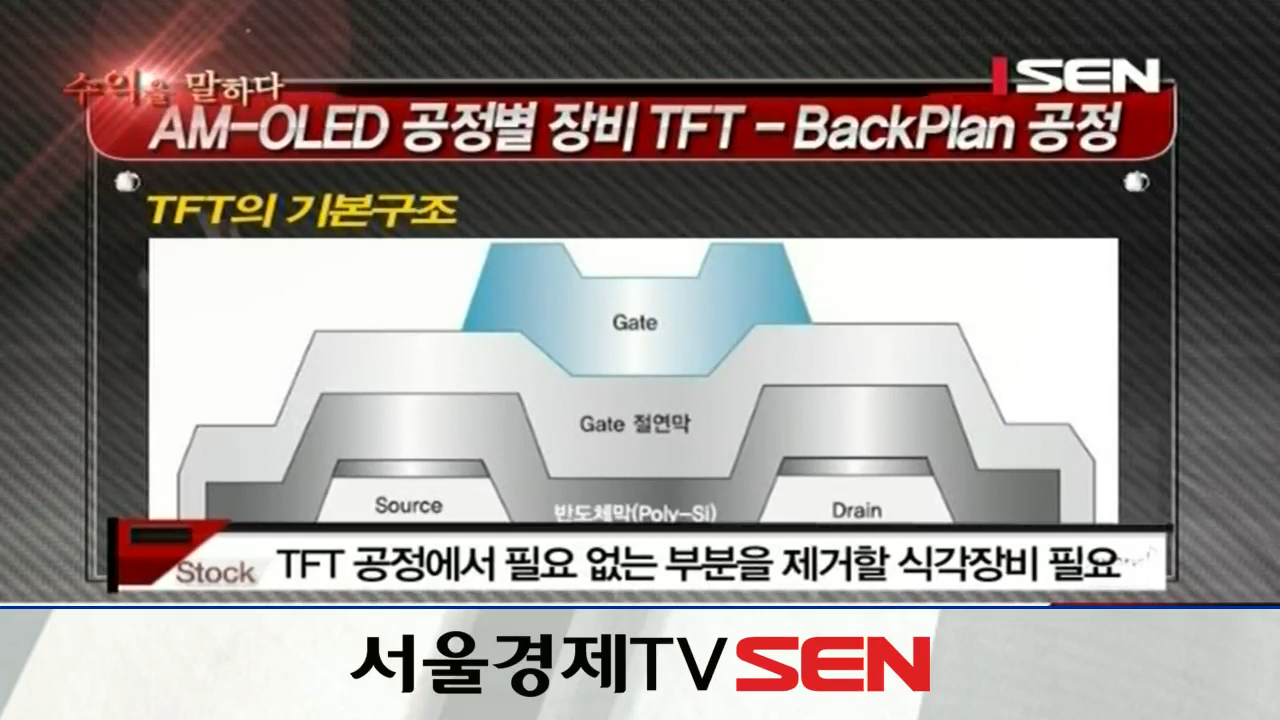 수익을 말하다
SEN
AM-OLED 공정별 장비 TFT - BackPlan 공정
TFT의 기본구조
Gate
Gate 절연막
Source
반도체막(Poly-Si)
Drain
Stock
TFT 공정에서 필요 없는 부분을 제거할 식각장비 필요
서울경제TV SEN